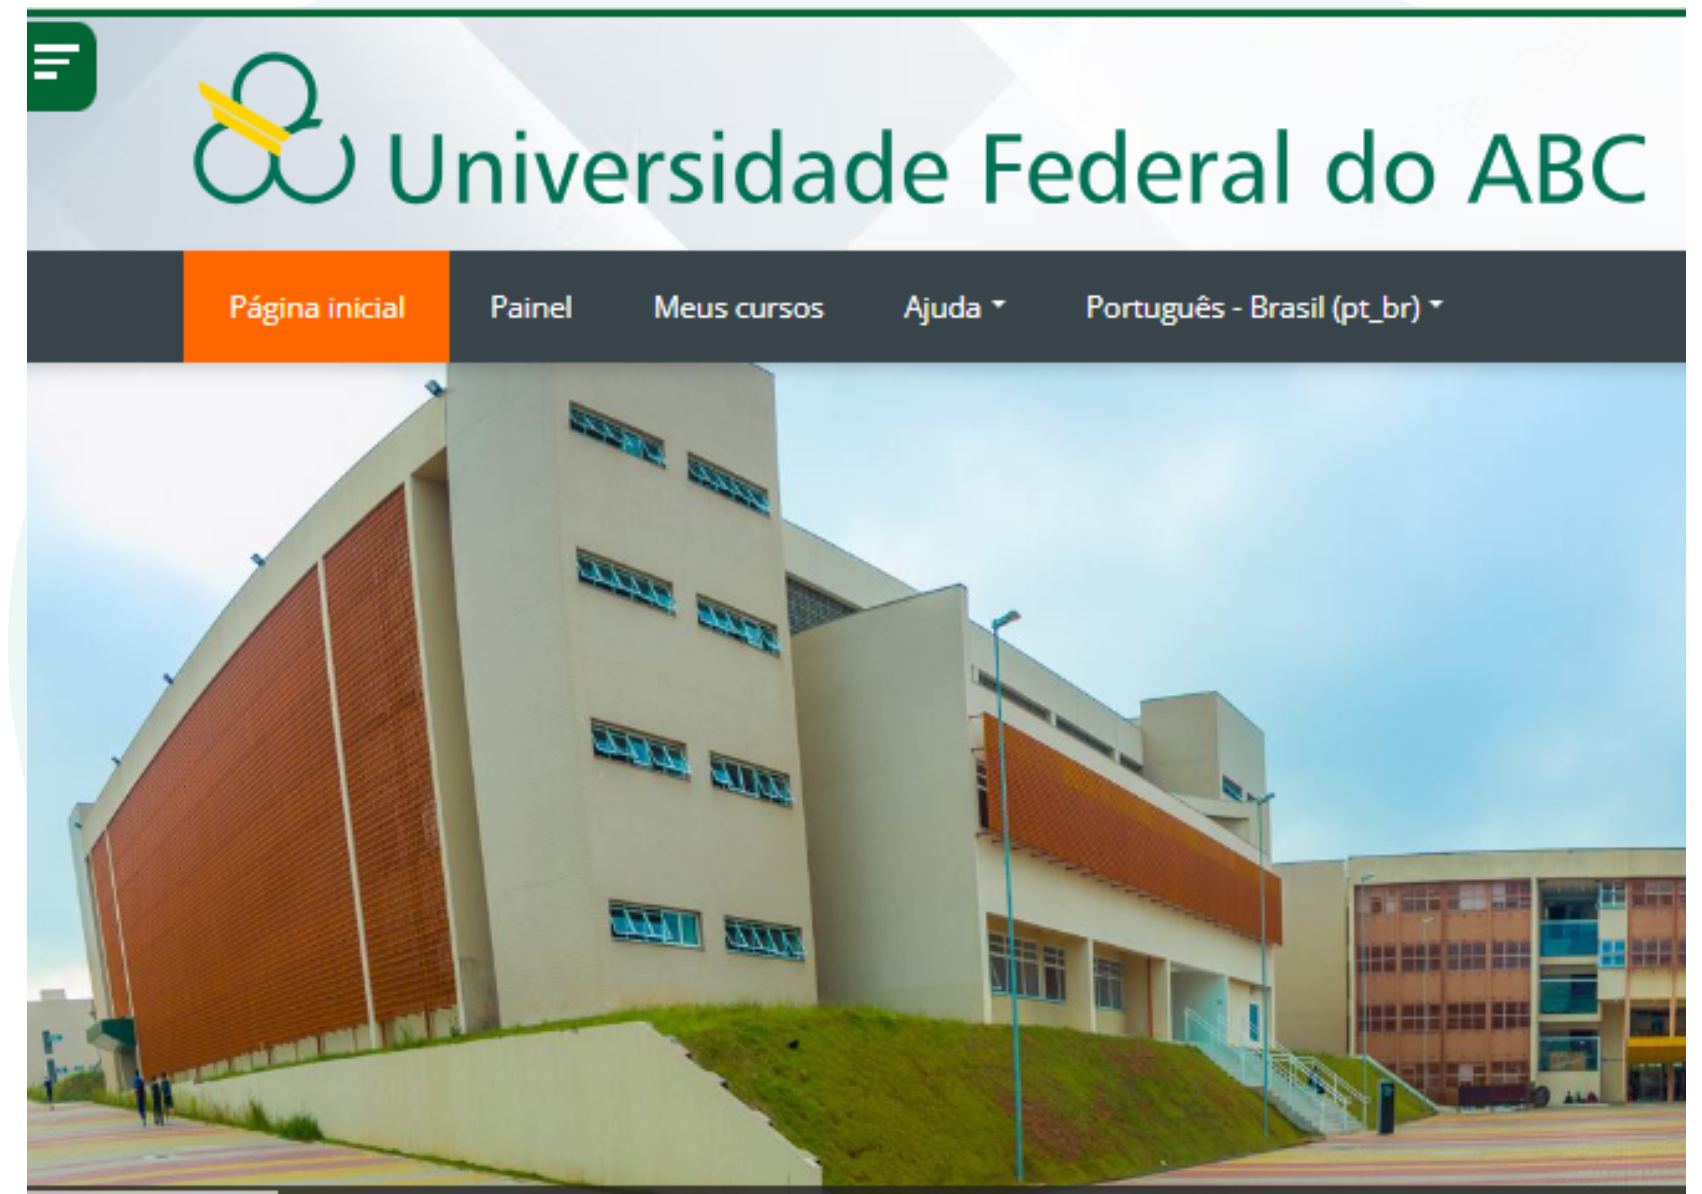 Universidade Federal do ABC
Página inicial Painel Meus cursos Ajuda Português - Brasil (pt_br)